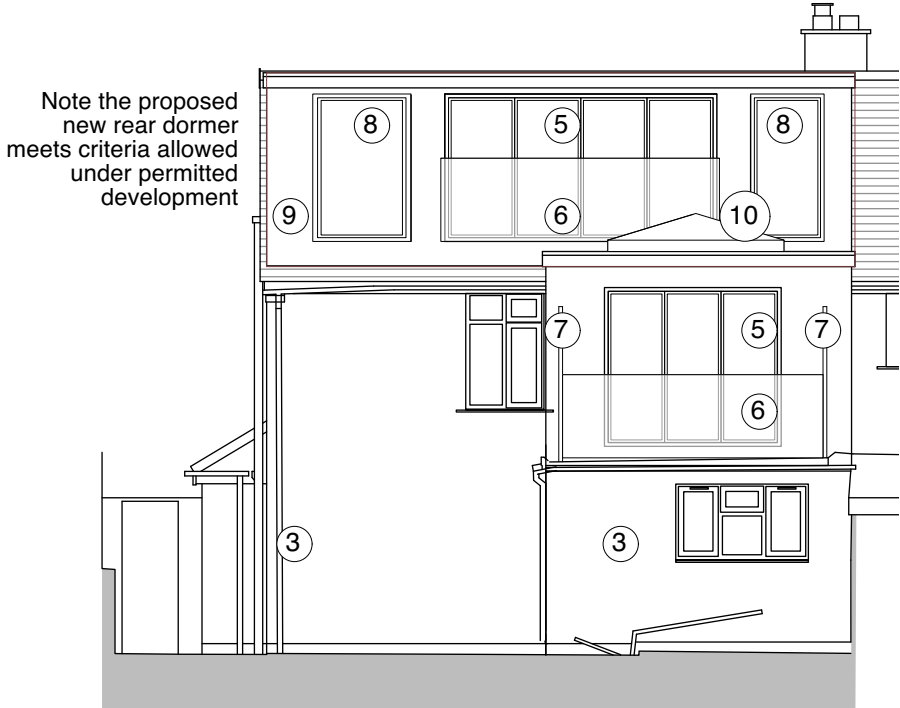 Note the proposed
new rear dormer
meets criteria allowed
under permitted
development
8
5
8
9
6
10
7
5
7
6
3
3